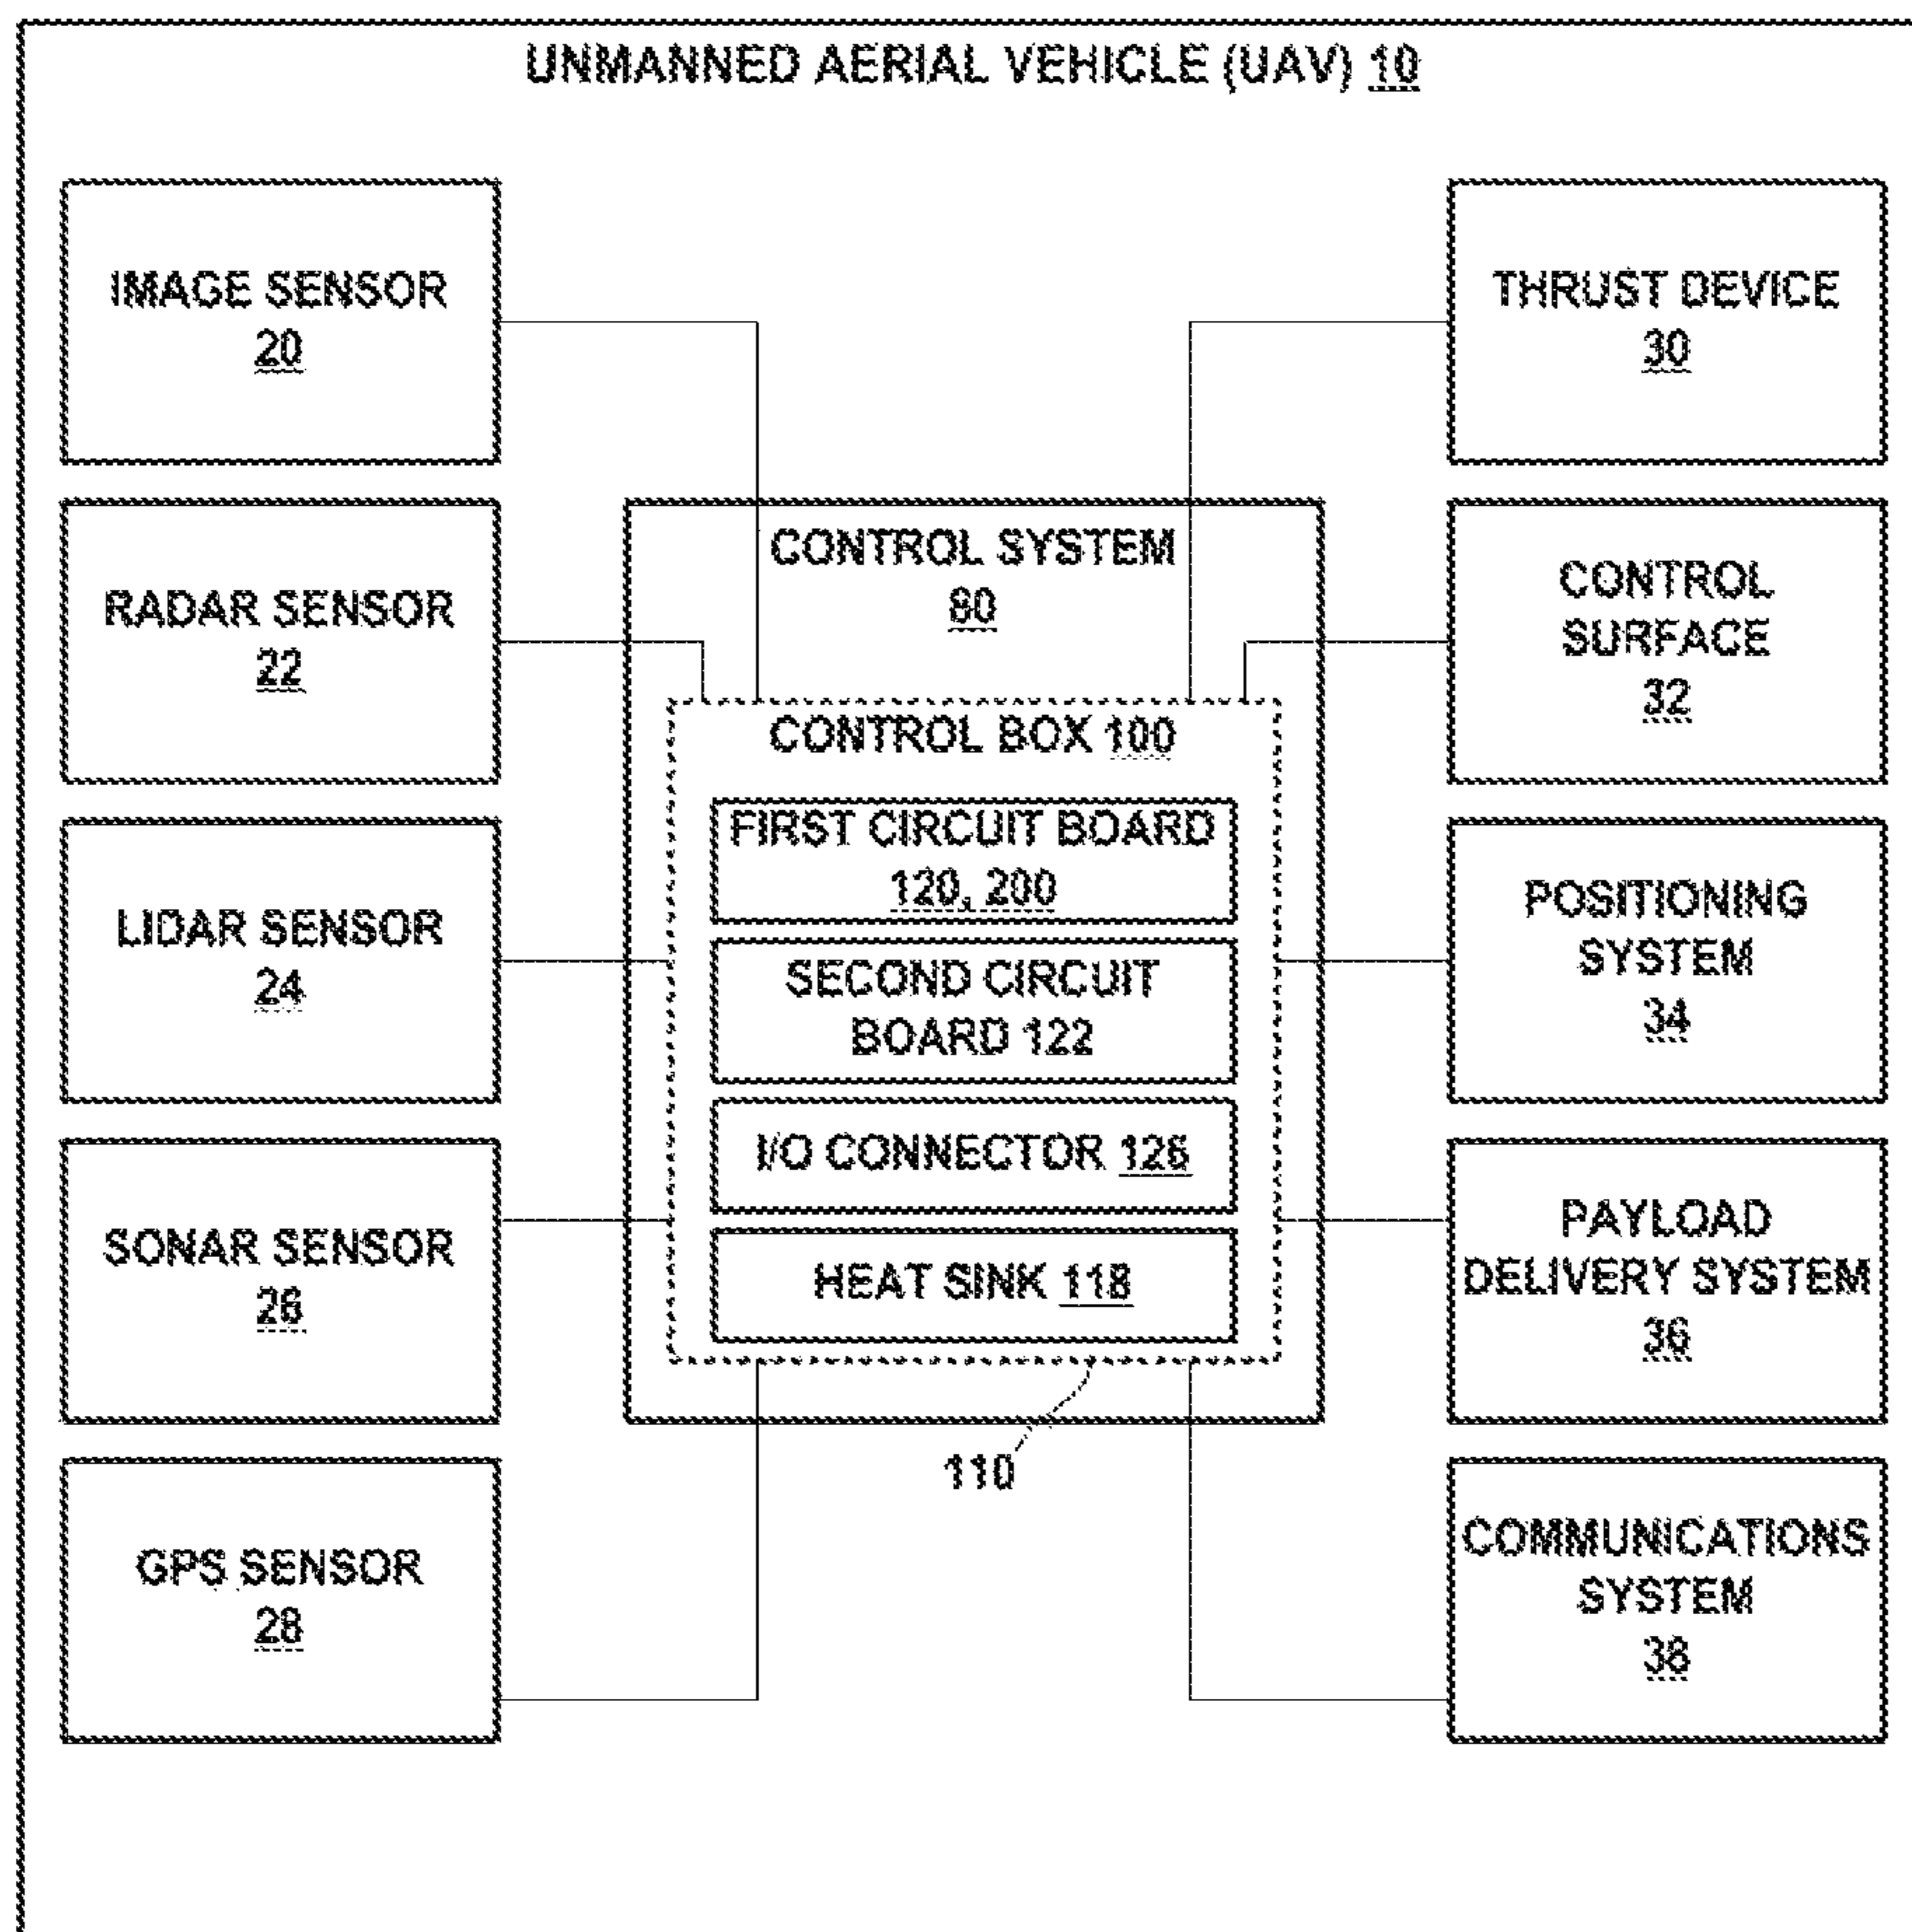 UNMANNED AERIAL VEHICLE (UAV) 10
IMAGE SENSOR
20
RADAR SENSOR
22
LIDAR SENSOR
24
SONAR SENSOR
26
GPS SENSOR
28
CONTROL SYSTEM
80
CONTROL BOX 100
FIRST CIRCUIT BOARD
120, 200
SECOND CIRCUIT
BOARD 122
I/O CONNECTOR 126
HEAT SINK 118
110
THRUST DEVICE
30
CONTROL
SURFACE
32
POSITIONING
SYSTEM
34
PAYLOAD
DELIVERY SYSTEM
36
COMMUNICATIONS
SYSTEM
38